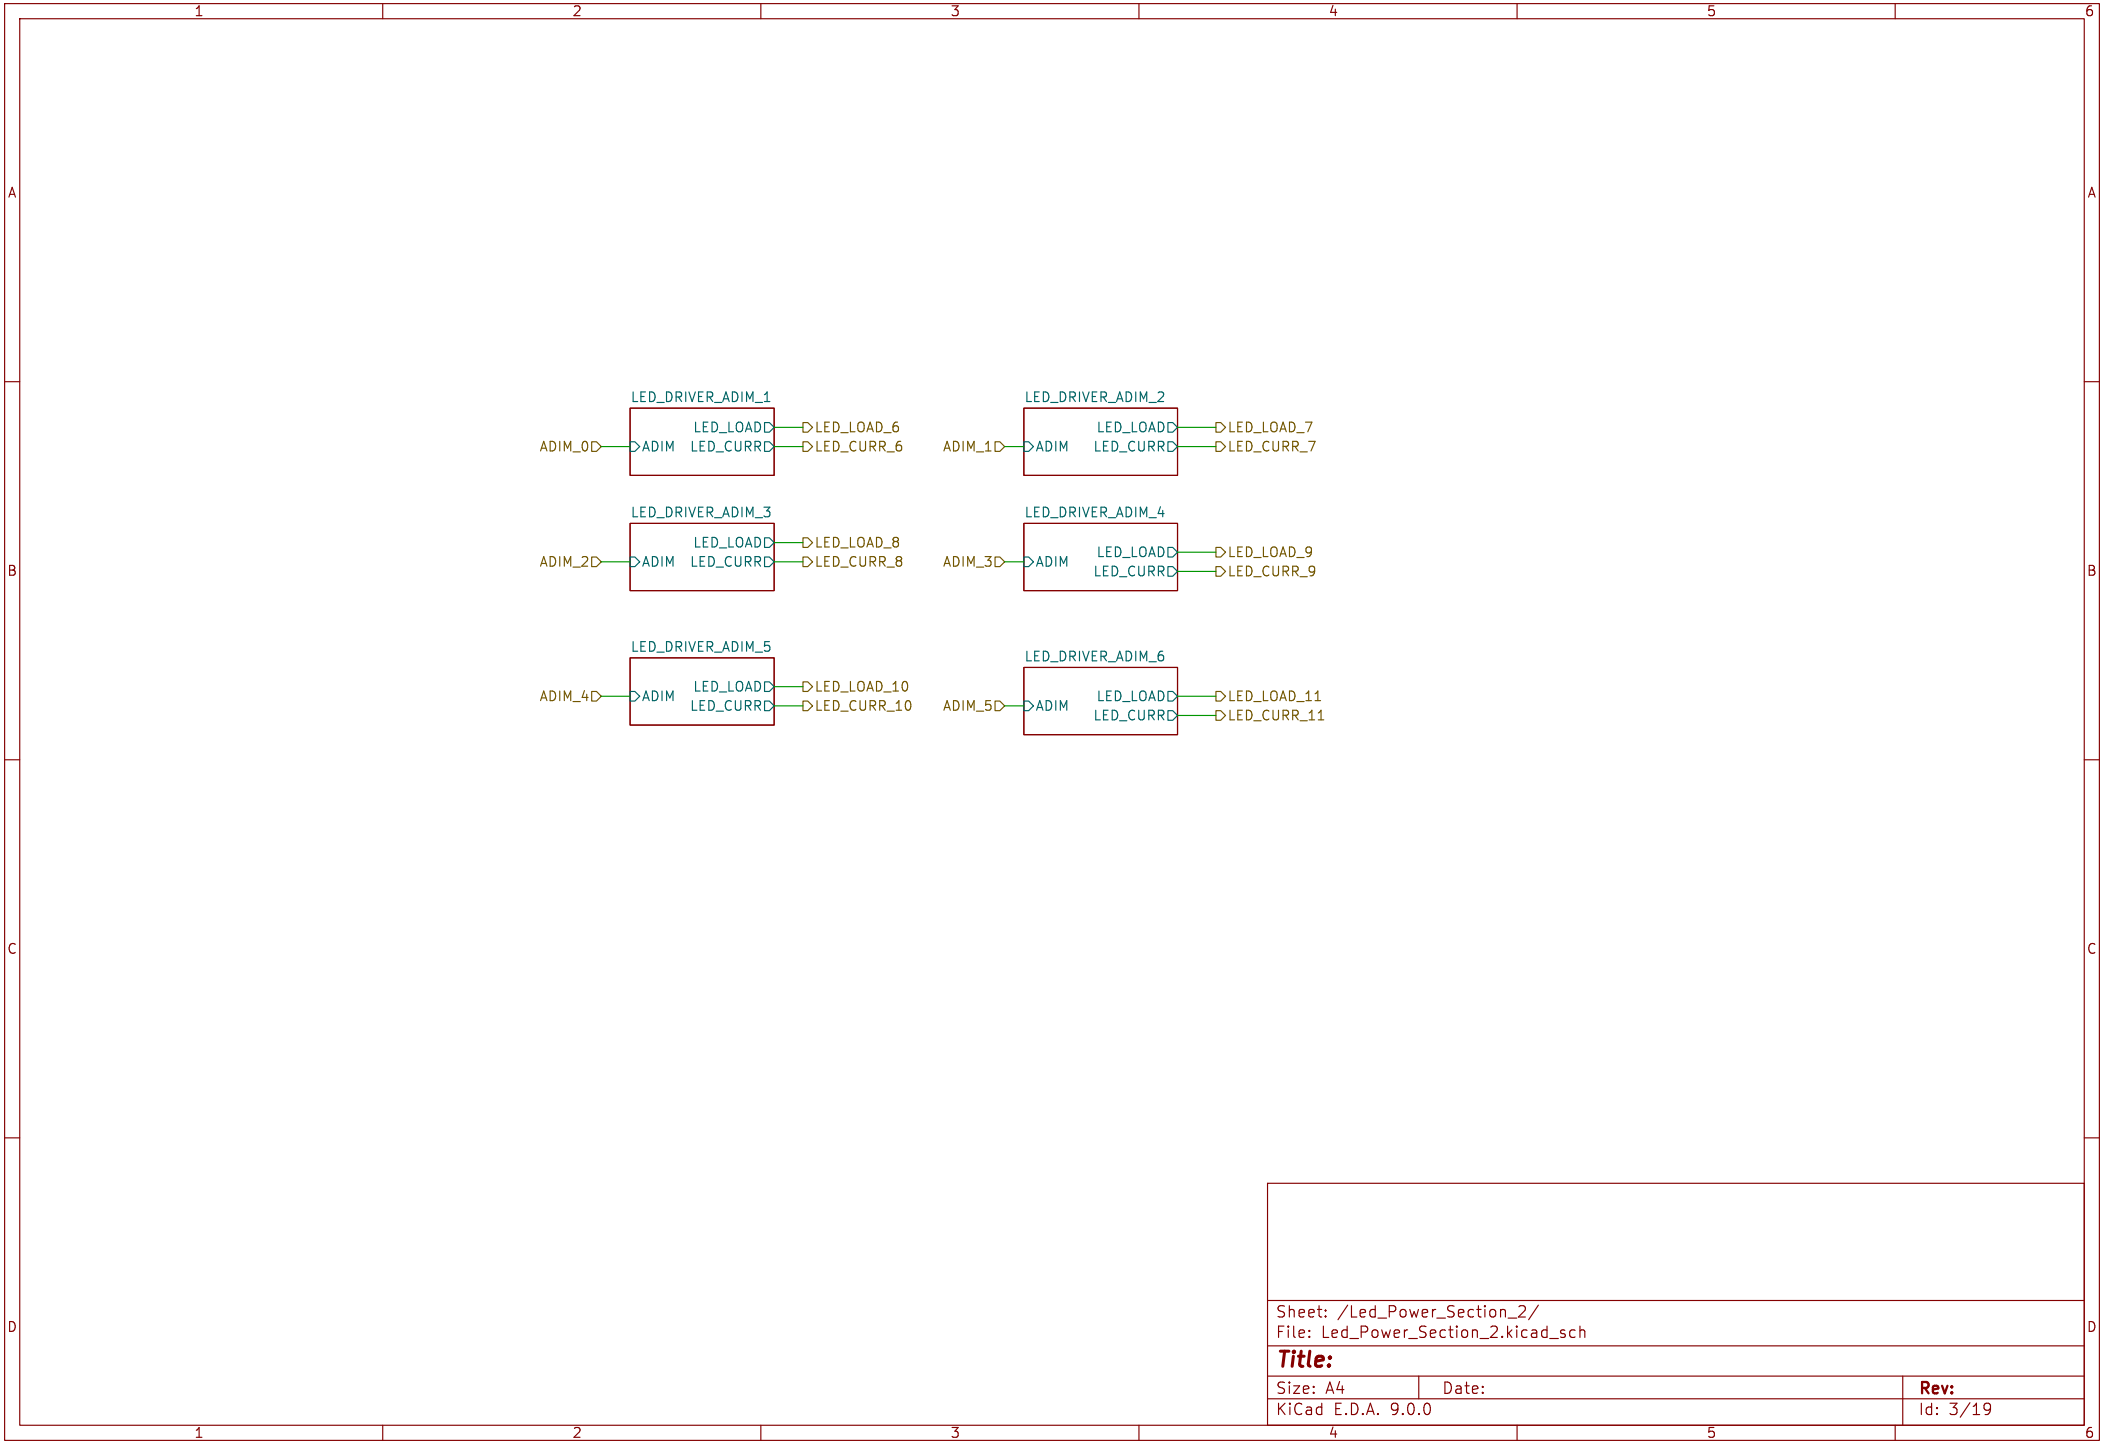 1 2 3 4 5 6
A A
LED_DRIVER_ADIM_1 LED_DRIVER_ADIM_2
LED_LOAD LED_LOAD_6 LED_LOAD LED_LOAD_7
ADIM_0 ADIM LED_CURR LED_CURR_6 ADIM_1 ADIM LED_CURR LED_CURR_7
LED_DRIVER_ADIM_3 LED_DRIVER_ADIM_4
LED_LOAD LED_LOAD_8 LED_LOAD LED_LOAD_9
ADIM_2 ADIM LED_CURR LED_CURR_8 ADIM_3 ADIM
LED_CURR LED_CURR_9
B B
LED_DRIVER_ADIM_5 LED_DRIVER_ADIM_6
LED_LOAD LED_LOAD_10 LED_LOAD LED_LOAD_11
ADIM_4 ADIM ADIM_5 ADIM
LED_CURR LED_CURR_10 LED_CURR LED_CURR_11
C C
Sheet: /Led_Power_Section_2/
File: Led_Power_Section_2.kicad_sch
D D
Title:
Size: A4 Date: Rev:
KiCad E.D.A. 9.0.0 Id: 3/19
1 2 3 4 5 6